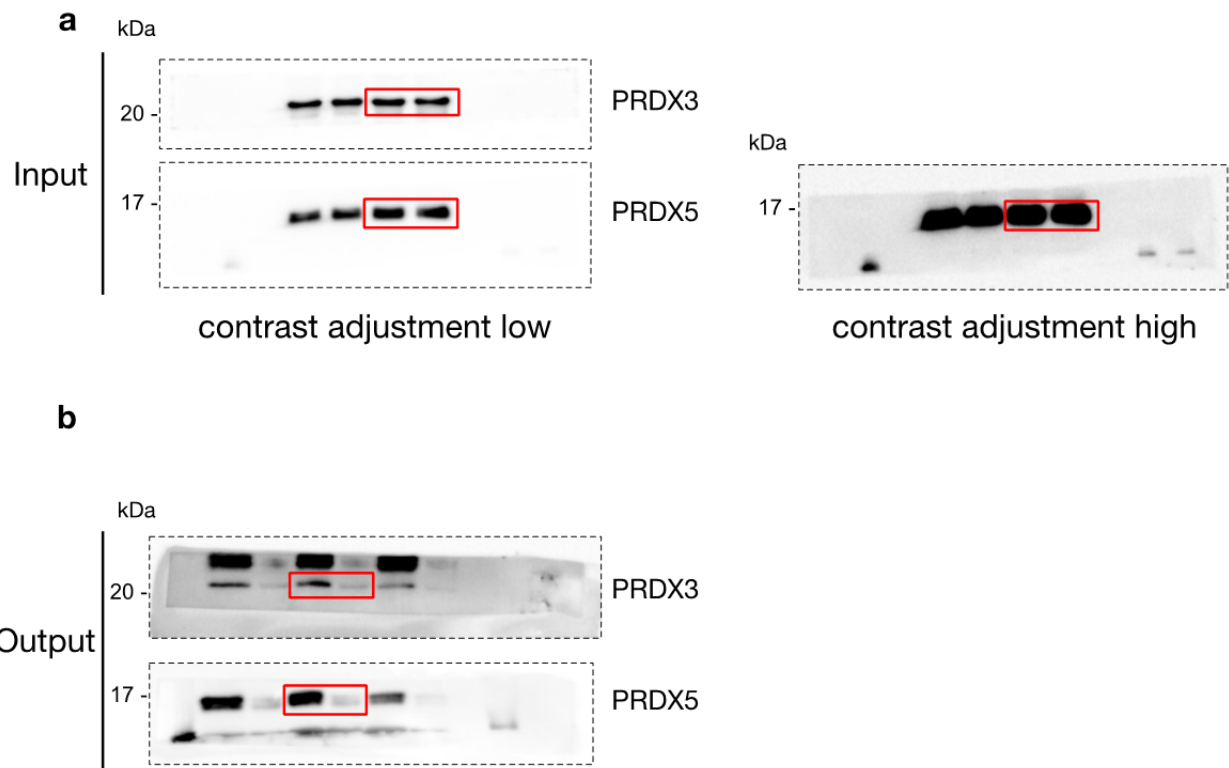 a
kDa
20 -
PRDX3
Input
17 -
PRDX5
contrast adjustment low
kDa
17 -
contrast adjustment high
b
kDa
20 -
PRDX3
Output
17 -
PRDX5